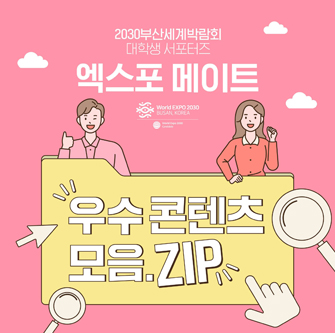 2030부산세계박람회
대학생 서포터즈
엑스포 메이트
World EXPO 2030
BUSAN, KOREA
우수 콘텐츠
모음.ZIP